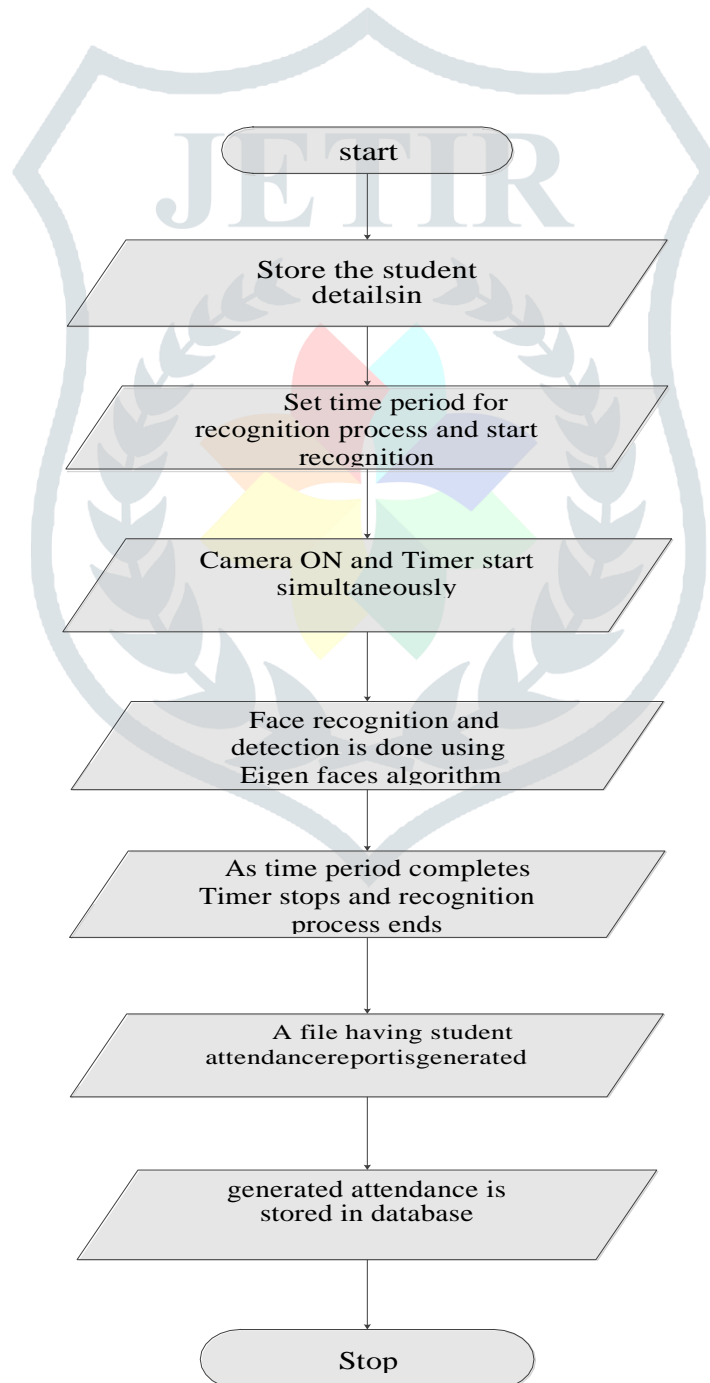 JETIR
start
Store the student
detailsin
Set time period for
recognition process and start
recognition
Camera ON and Timer start
simultaneously
Face recognition and
detection is done using
Eigen faces algorithm
As time period completes
Timer stops and recognition
process ends
A file having student
attendancereportisgenerated
generated attendance is
stored in database
Stop